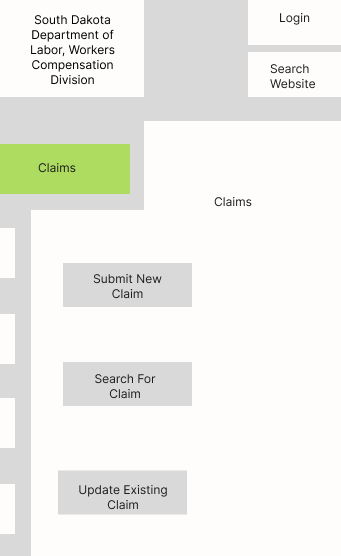 South Dakota
Department of
Labor, Workers
Compensation
Division
Login
Search
Website
Claims
Claims
Submit New
Claim
Search For
Claim
Update Existing
Claim